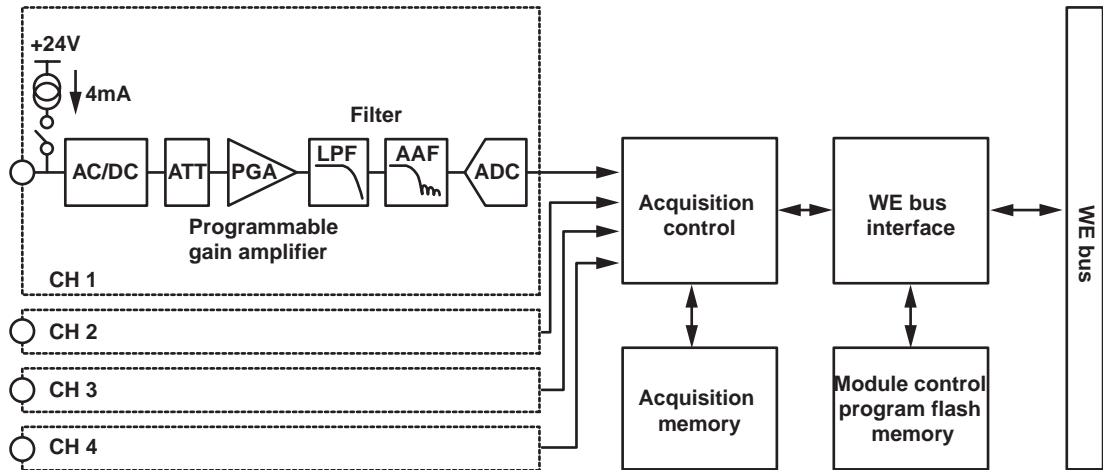 +24V
4mA
Filter
AC/DC
ATT
PGA
LPF
AAF
ADC
Programmable
gain amplifier
CH 1
CH 2
CH 3
CH 4
Acquisition
control
WE bus
interface
Acquisition
memory
Module control
program flash
memory
WE bus